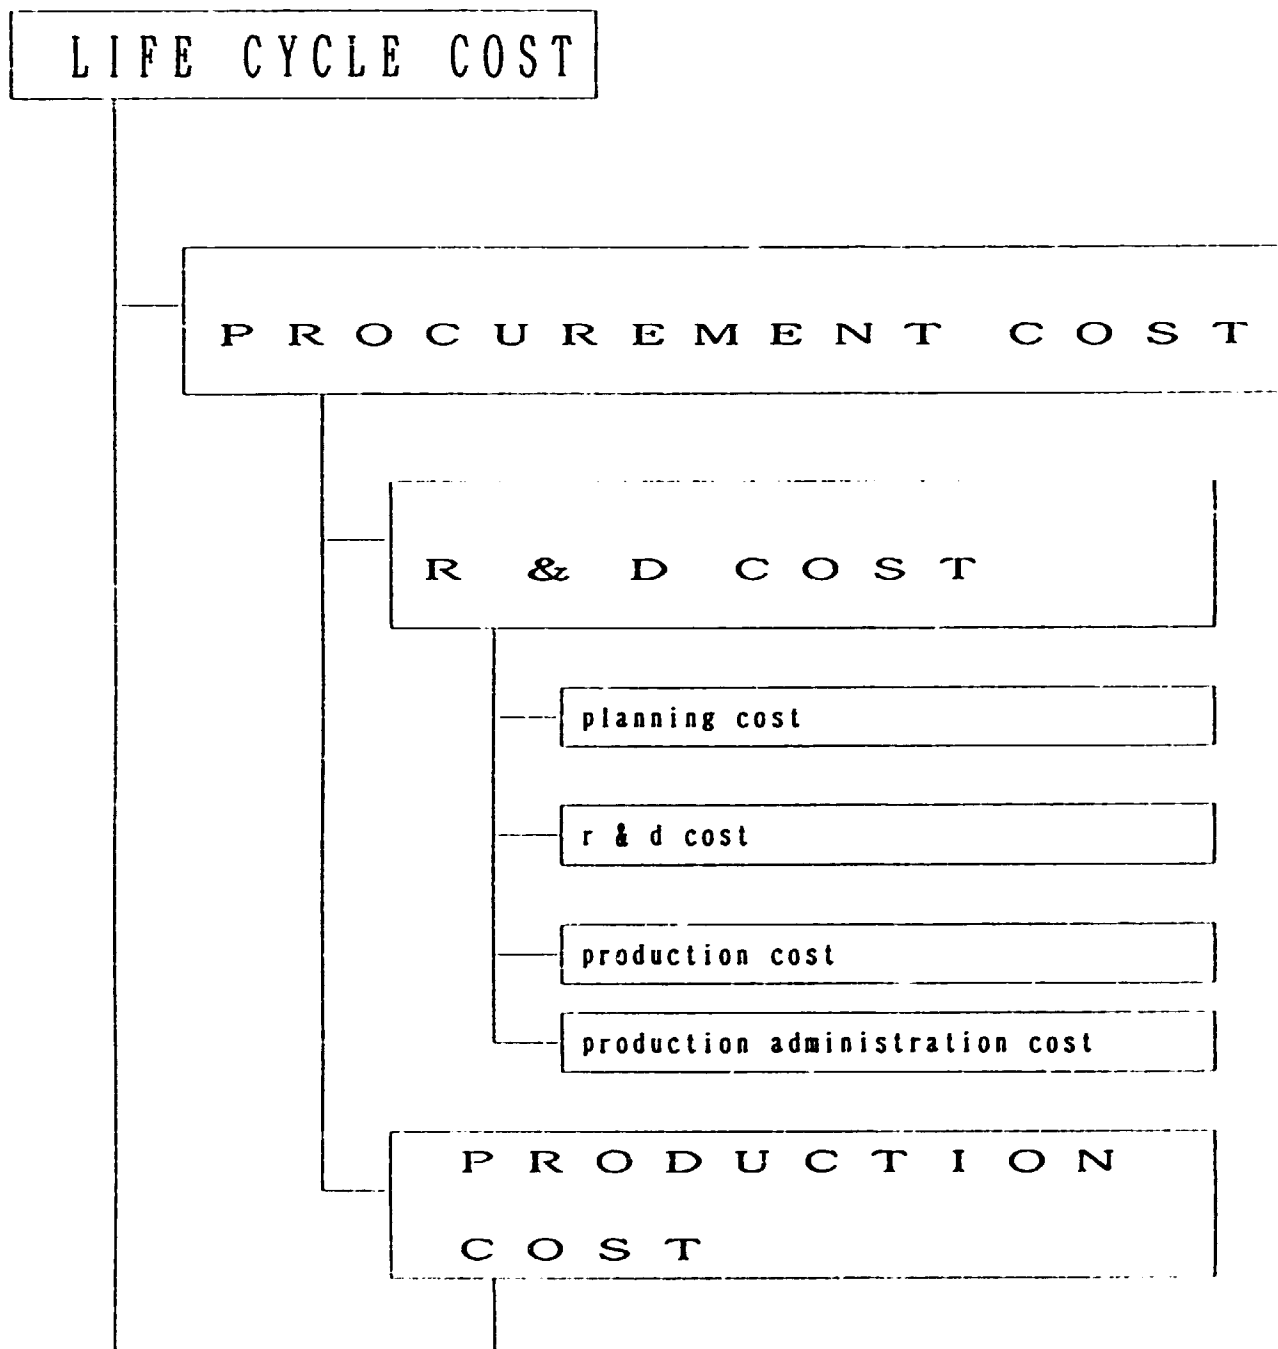 LIFE CYCLE COST
PROCUREMENT COST
R & D COST
planning cost
r & d cost
production cost
production administration cost
PRODUCTION
COST